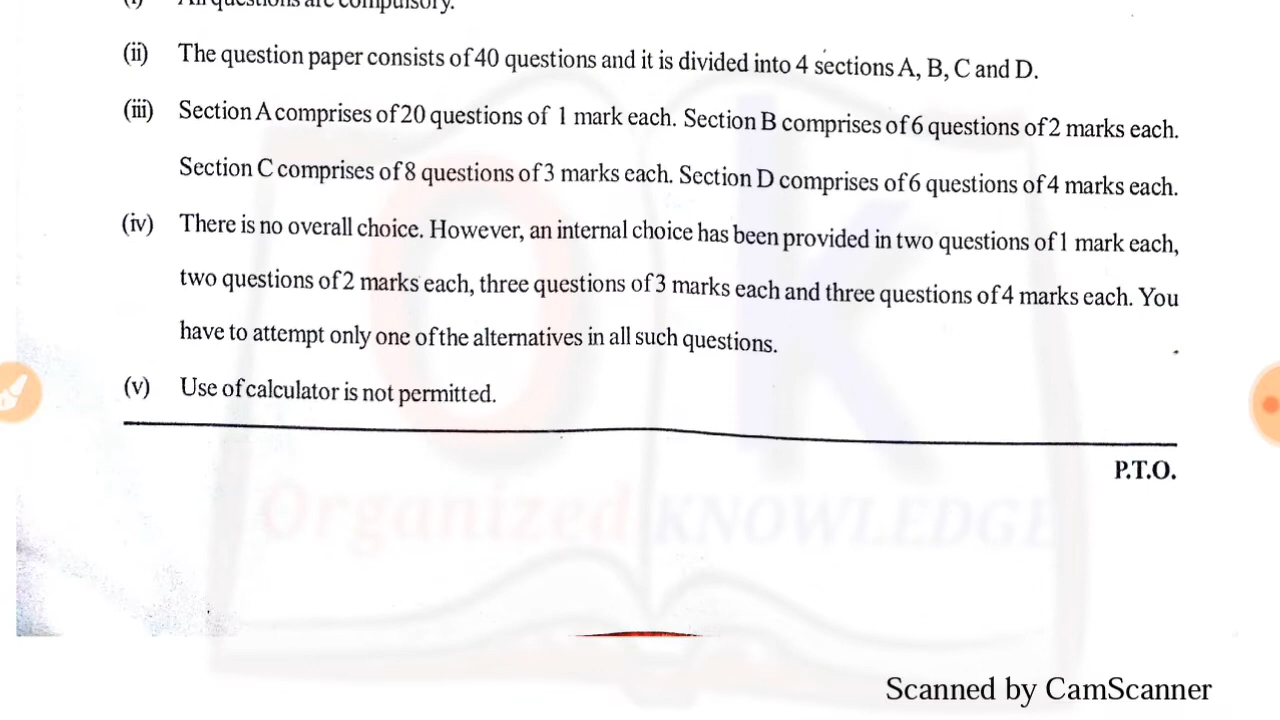 (i) All questions are compulsory.
(ii) The question paper consists of 40 questions and it is divided into 4 sections A, B, C and D.
(iii) Section A comprises of 20 questions of 1 mark each. Section B comprises of 6 questions of 2 marks each.
Section C comprises of 8 questions of 3 marks each. Section D comprises of 6 questions of 4 marks each.
(iv) There is no overall choice. However, an internal choice has been provided in two questions of 1 mark each,
two questions of 2 marks each, three questions of 3 marks each and three questions of 4 marks each. You
have to attempt only one of the alternatives in all such questions.
(v) Use of calculator is not permitted.
P.T.O.
O K
Organized KNOWLEDGE
Scanned by CamScanner